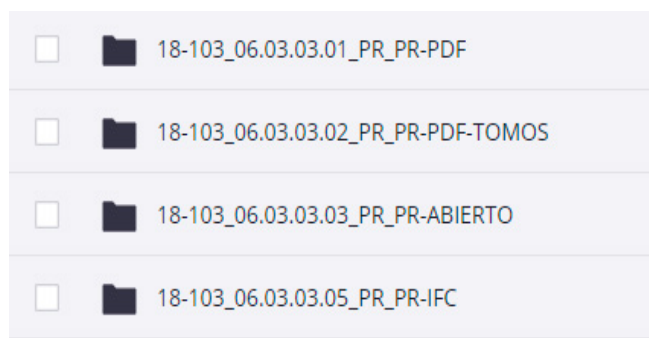 18-103_06.03.03.01_PR_PR-PDF
18-103_06.03.03.02_PR_PR-PDF-TOMOS
18-103_06.03.03.03_PR_PR-ABIERTO
18-103_06.03.03.05_PR_PR-IFC